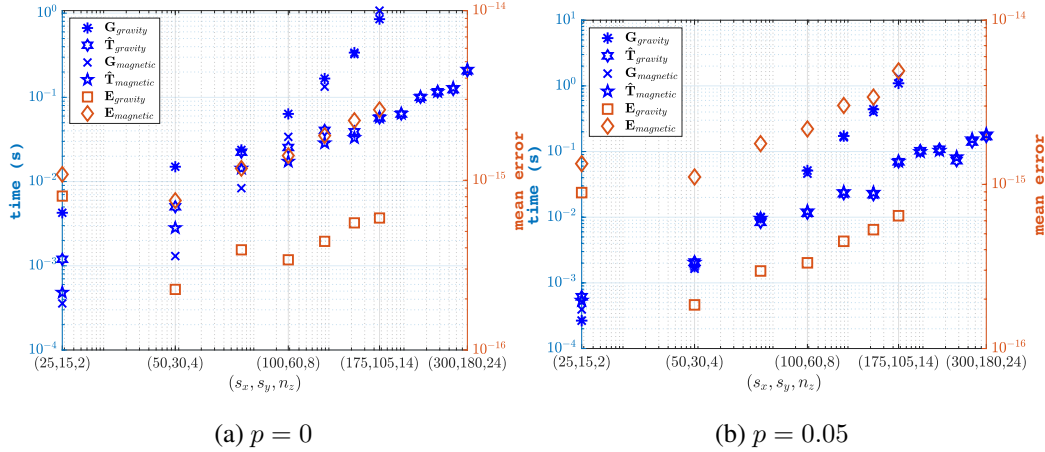 10^0
10^-1
10^-2
10^-3
10^-4
time (s)
G_gravity
T̂_gravity
G_magnetic
T̂_magnetic
E_gravity
E_magnetic
10^-14
10^-15
10^-16
mean error
(25,15,2) (50,30,4) (100,60,8) (175,105,14) (300,180,24)
(s_x, s_y, n_z)
(a) p = 0
10^1
10^0
10^-1
10^-2
10^-3
10^-4
time (s)
G_gravity
T̂_gravity
G_magnetic
T̂_magnetic
E_gravity
E_magnetic
10^-14
10^-15
10^-16
mean error
(25,15,2) (50,30,4) (100,60,8) (175,105,14) (300,180,24)
(s_x, s_y, n_z)
(b) p = 0.05